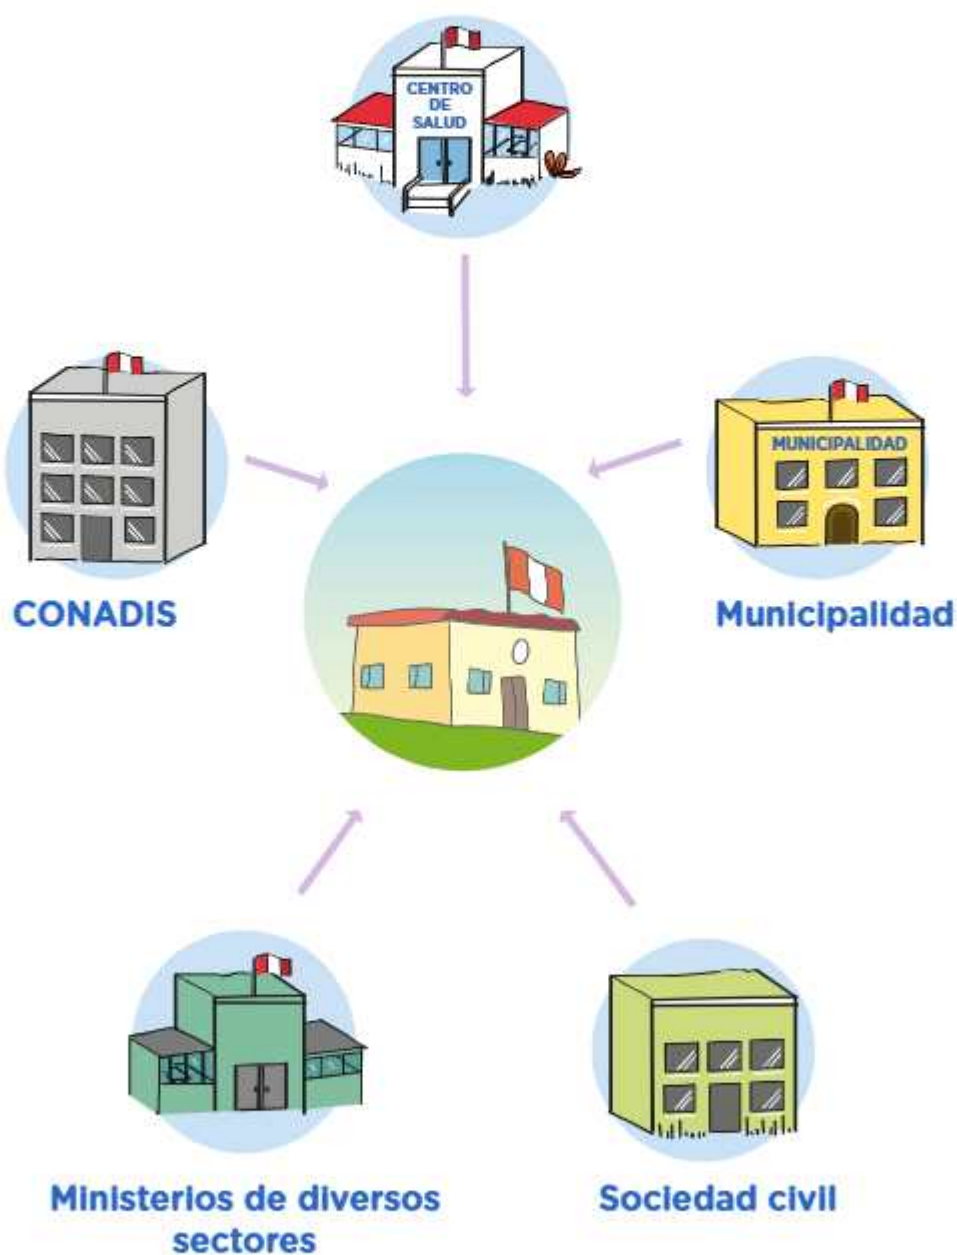 CENTRO
DE
SALUD
MUNICIPALIDAD
CONADIS
Municipalidad
Ministerios de diversos
sectores
Sociedad civil